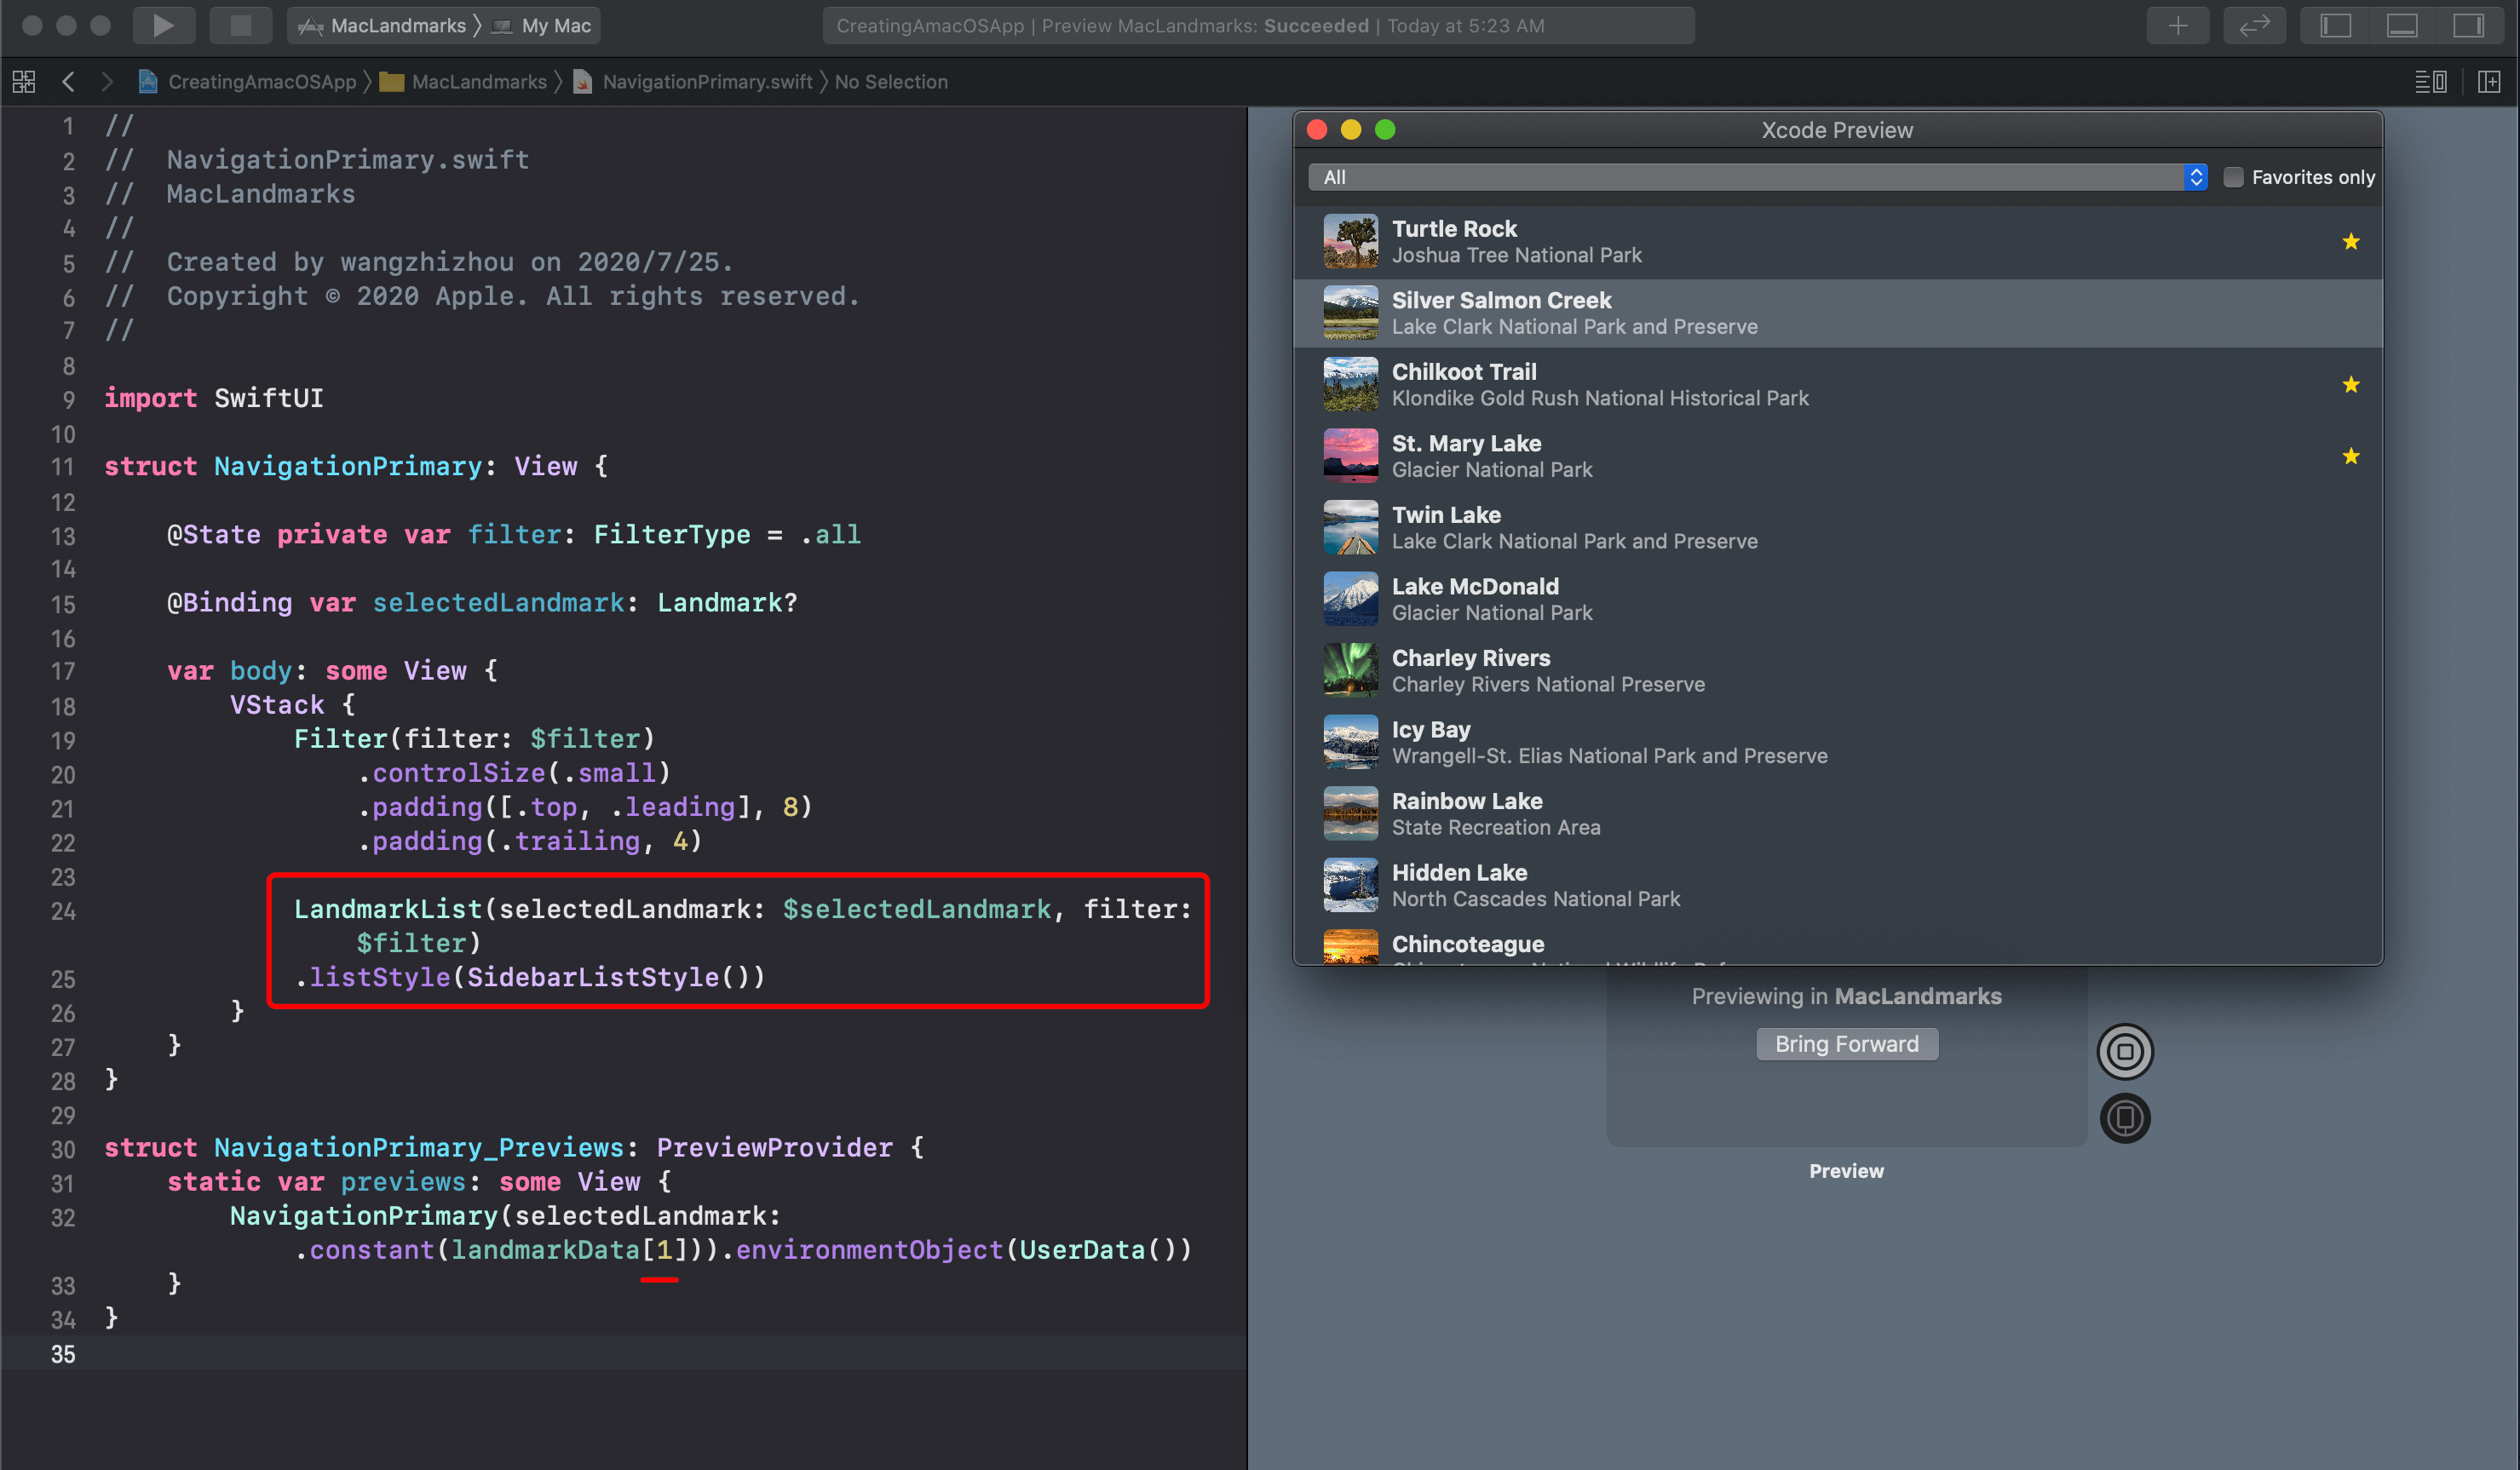 MacLandmarks 〉 My Mac
CreatingAmacOSApp | Preview MacLandmarks: Succeeded | Today at 5:23 AM
CreatingAmacOSApp 〉 MacLandmarks 〉 NavigationPrimary.swift 〉 No Selection
1 //
2 //  NavigationPrimary.swift
3 //  MacLandmarks
4 //
5 //  Created by wangzhizhou on 2020/7/25.
6 //  Copyright © 2020 Apple. All rights reserved.
7 //
8
9 import SwiftUI
10
11 struct NavigationPrimary: View {
12
13     @State private var filter: FilterType = .all
14
15     @Binding var selectedLandmark: Landmark?
16
17     var body: some View {
18         VStack {
19             Filter(filter: $filter)
20                 .controlSize(.small)
21                 .padding([.top, .leading], 8)
22                 .padding(.trailing, 4)
23
24             LandmarkList(selectedLandmark: $selectedLandmark, filter:
                $filter)
25             .listStyle(SidebarListStyle())
26         }
27     }
28 }
29
30 struct NavigationPrimary_Previews: PreviewProvider {
31     static var previews: some View {
32         NavigationPrimary(selectedLandmark:
            .constant(landmarkData[1])).environmentObject(UserData())
33     }
34 }
35
Xcode Preview
All
Favorites only
Turtle Rock
Joshua Tree National Park
Silver Salmon Creek
Lake Clark National Park and Preserve
Chilkoot Trail
Klondike Gold Rush National Historical Park
St. Mary Lake
Glacier National Park
Twin Lake
Lake Clark National Park and Preserve
Lake McDonald
Glacier National Park
Charley Rivers
Charley Rivers National Preserve
Icy Bay
Wrangell-St. Elias National Park and Preserve
Rainbow Lake
State Recreation Area
Hidden Lake
North Cascades National Park
Chincoteague
Previewing in MacLandmarks
Bring Forward
Preview